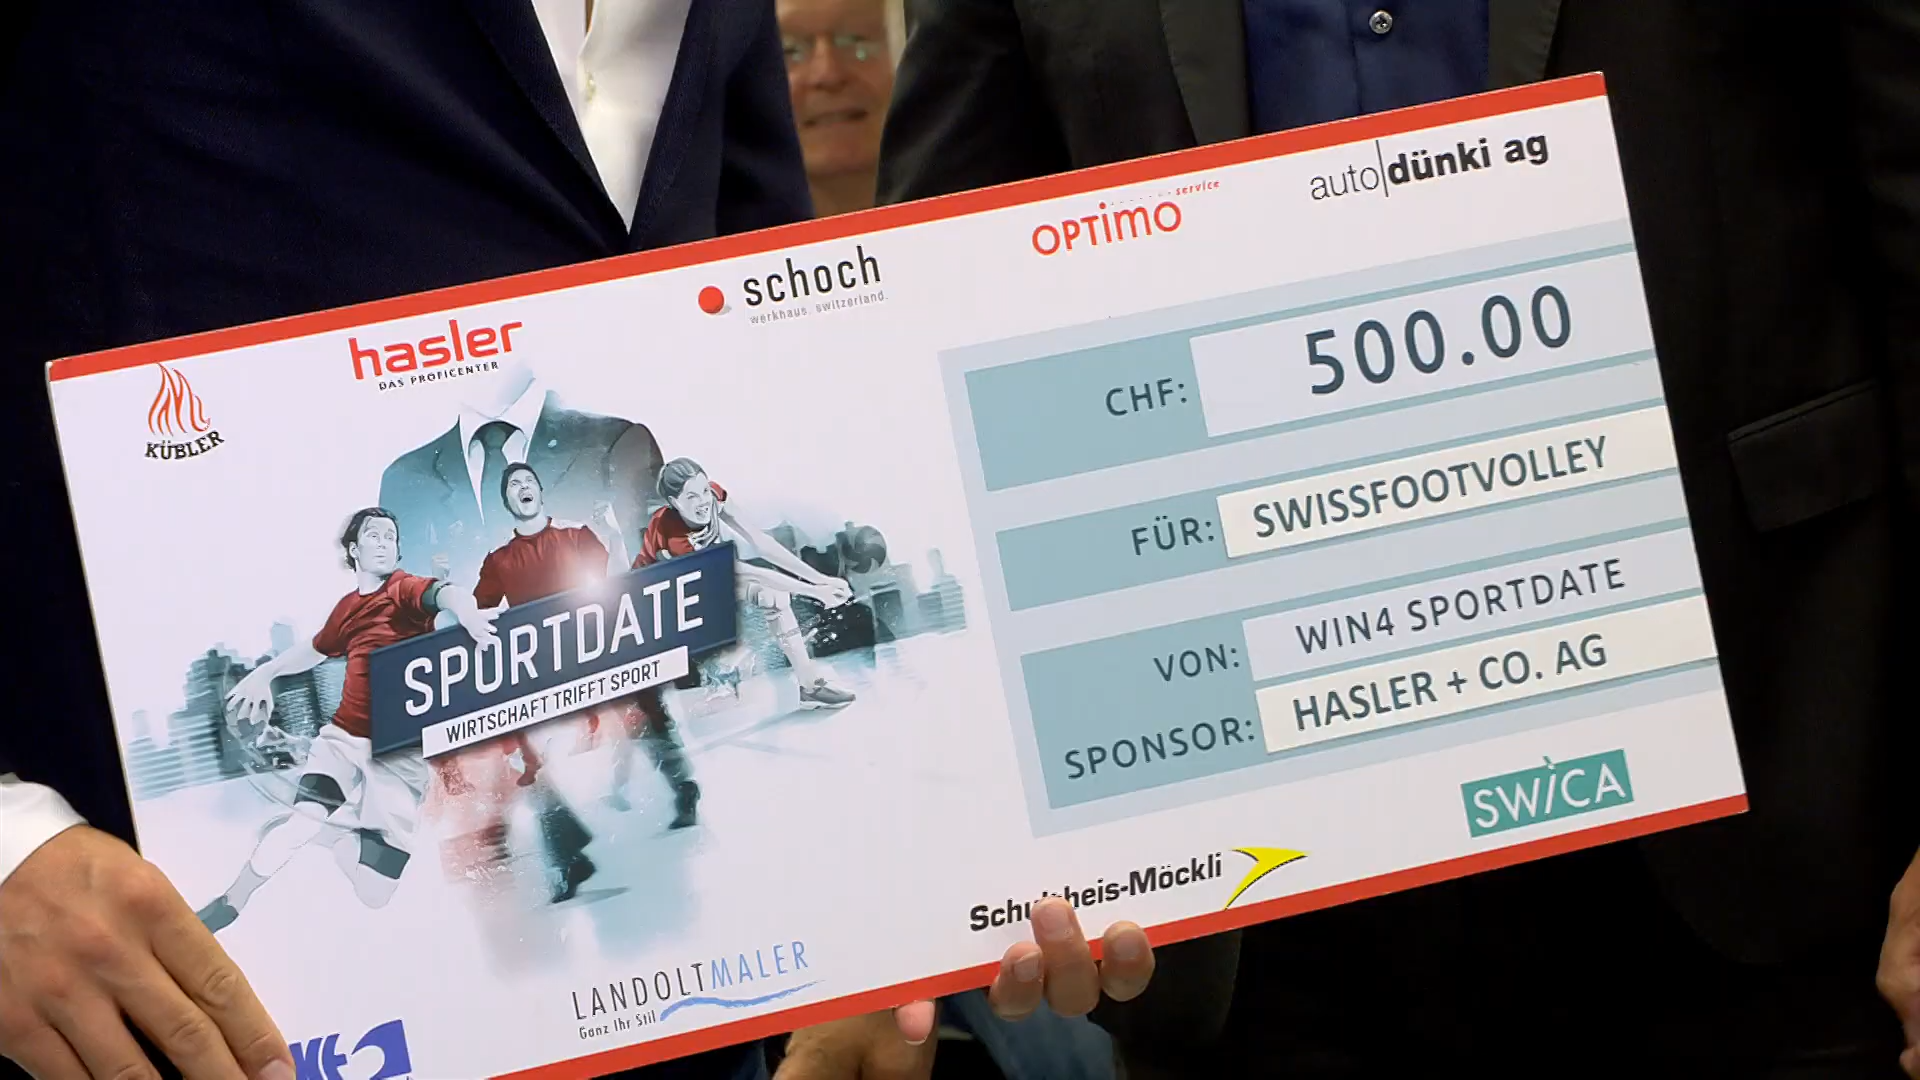 KÜBLER
hasler
DAS PROFICENTER
schoch
werkhaus. switzerland.
OPTIMO
service
auto dünki ag
CHF: 500.00
FÜR: SWISSFOOTVOLLEY
VON: WIN4 SPORTDATE
SPONSOR: HASLER + CO. AG
SPORTDATE
WIRTSCHAFT TRIFFT SPORT
SWICA
LANDOLTMALER
Ganz Ihr Stil